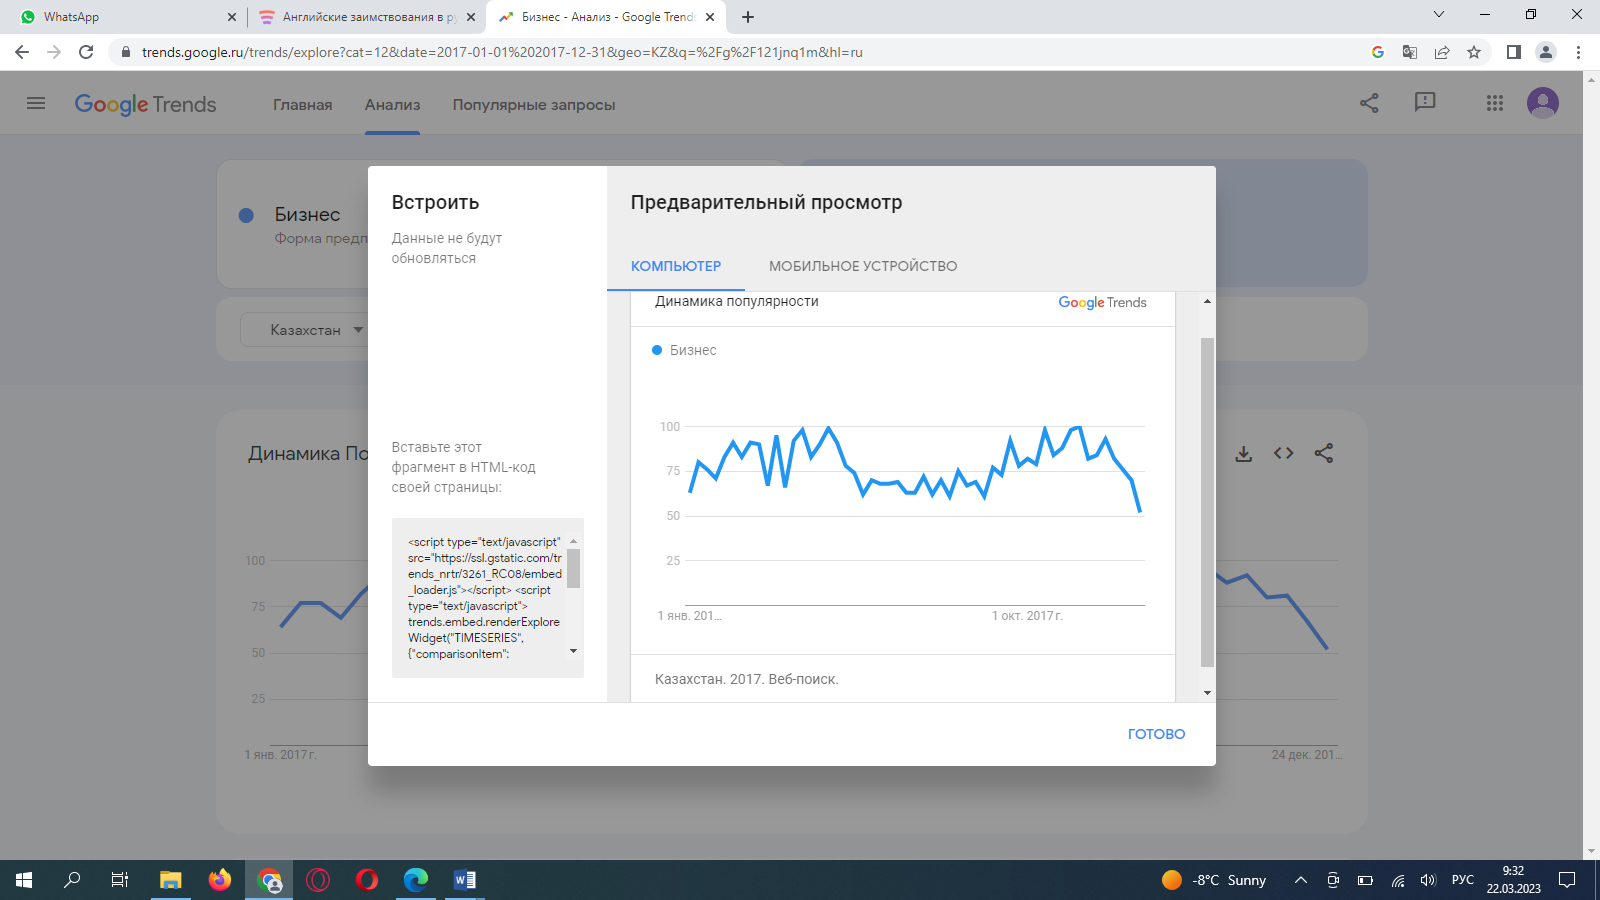 WhatsApp
Английские заимствования в ру
Бизнес - Анализ - Google Trends
trends.google.ru/trends/explore?cat=12&date=2017-01-01%202017-12-31&geo=KZ&q=%2Fg%2F121jnq1m&hl=ru
Google Trends
Главная
Анализ
Популярные запросы
Бизнес
Форма предп
Казахстан
Динамика По
100
75
50
25
1 янв. 2017 г.
24 дек. 201...
Встроить
Данные не будут
обновляться
Вставьте этот
фрагмент в HTML-код
своей страницы:
<script type="text/javascript"
src="https://ssl.gstatic.com/tr
ends_nrtr/3261_RC08/embed
_loader.js"></script> <script
type="text/javascript">
trends.embed.renderExplore
Widget("TIMESERIES",
{"comparisonItem":
Предварительный просмотр
КОМПЬЮТЕР
МОБИЛЬНОЕ УСТРОЙСТВО
Динамика популярности
Google Trends
Бизнес
100
75
50
25
1 янв. 201...
1 окт. 2017 г.
Казахстан. 2017. Веб-поиск.
ГОТОВО
-8°C Sunny
РУС
9:32
22.03.2023